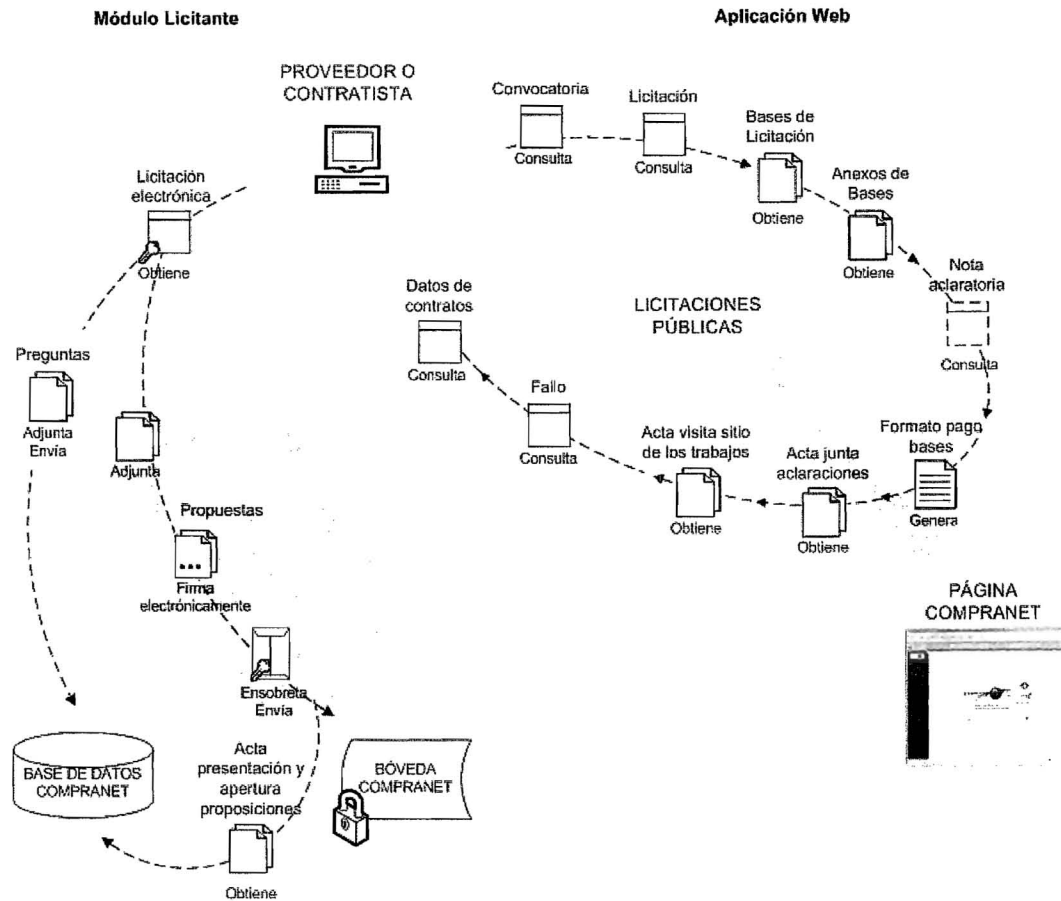 Módulo Licitante
Aplicación Web
PROVEEDOR O
CONTRATISTA
Licitación
electrónica
Obtiene
Preguntas
Adjunta
Envía
Adjunta
Propuestas
Firma
electrónicamente
Ensobreta
Envía
BASE DE DATOS
COMPRANET
Acta
presentación y
apertura
proposiciones
Obtiene
BÓVEDA
COMPRANET
Convocatoria
Consulta
Licitación
Consulta
Bases de
Licitación
Obtiene
Anexos de
Bases
Obtiene
Nota
aclaratoria
Consulta
LICITACIONES
PÚBLICAS
Formato pago
bases
Genera
Acta junta
aclaraciones
Obtiene
Acta visita sitio
de los trabajos
Obtiene
Fallo
Consulta
Datos de
contratos
Consulta
PÁGINA
COMPRANET